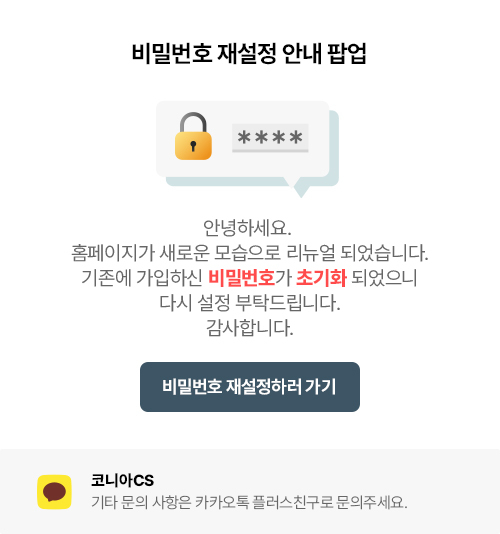 비밀번호 재설정 안내 팝업
****
안녕하세요.
홈페이지가 새로운 모습으로 리뉴얼 되었습니다.
기존에 가입하신 비밀번호가 초기화 되었으니
다시 설정 부탁드립니다.
감사합니다.
비밀번호 재설정하러 가기
코니아CS
기타 문의 사항은 카카오톡 플러스친구로 문의주세요.